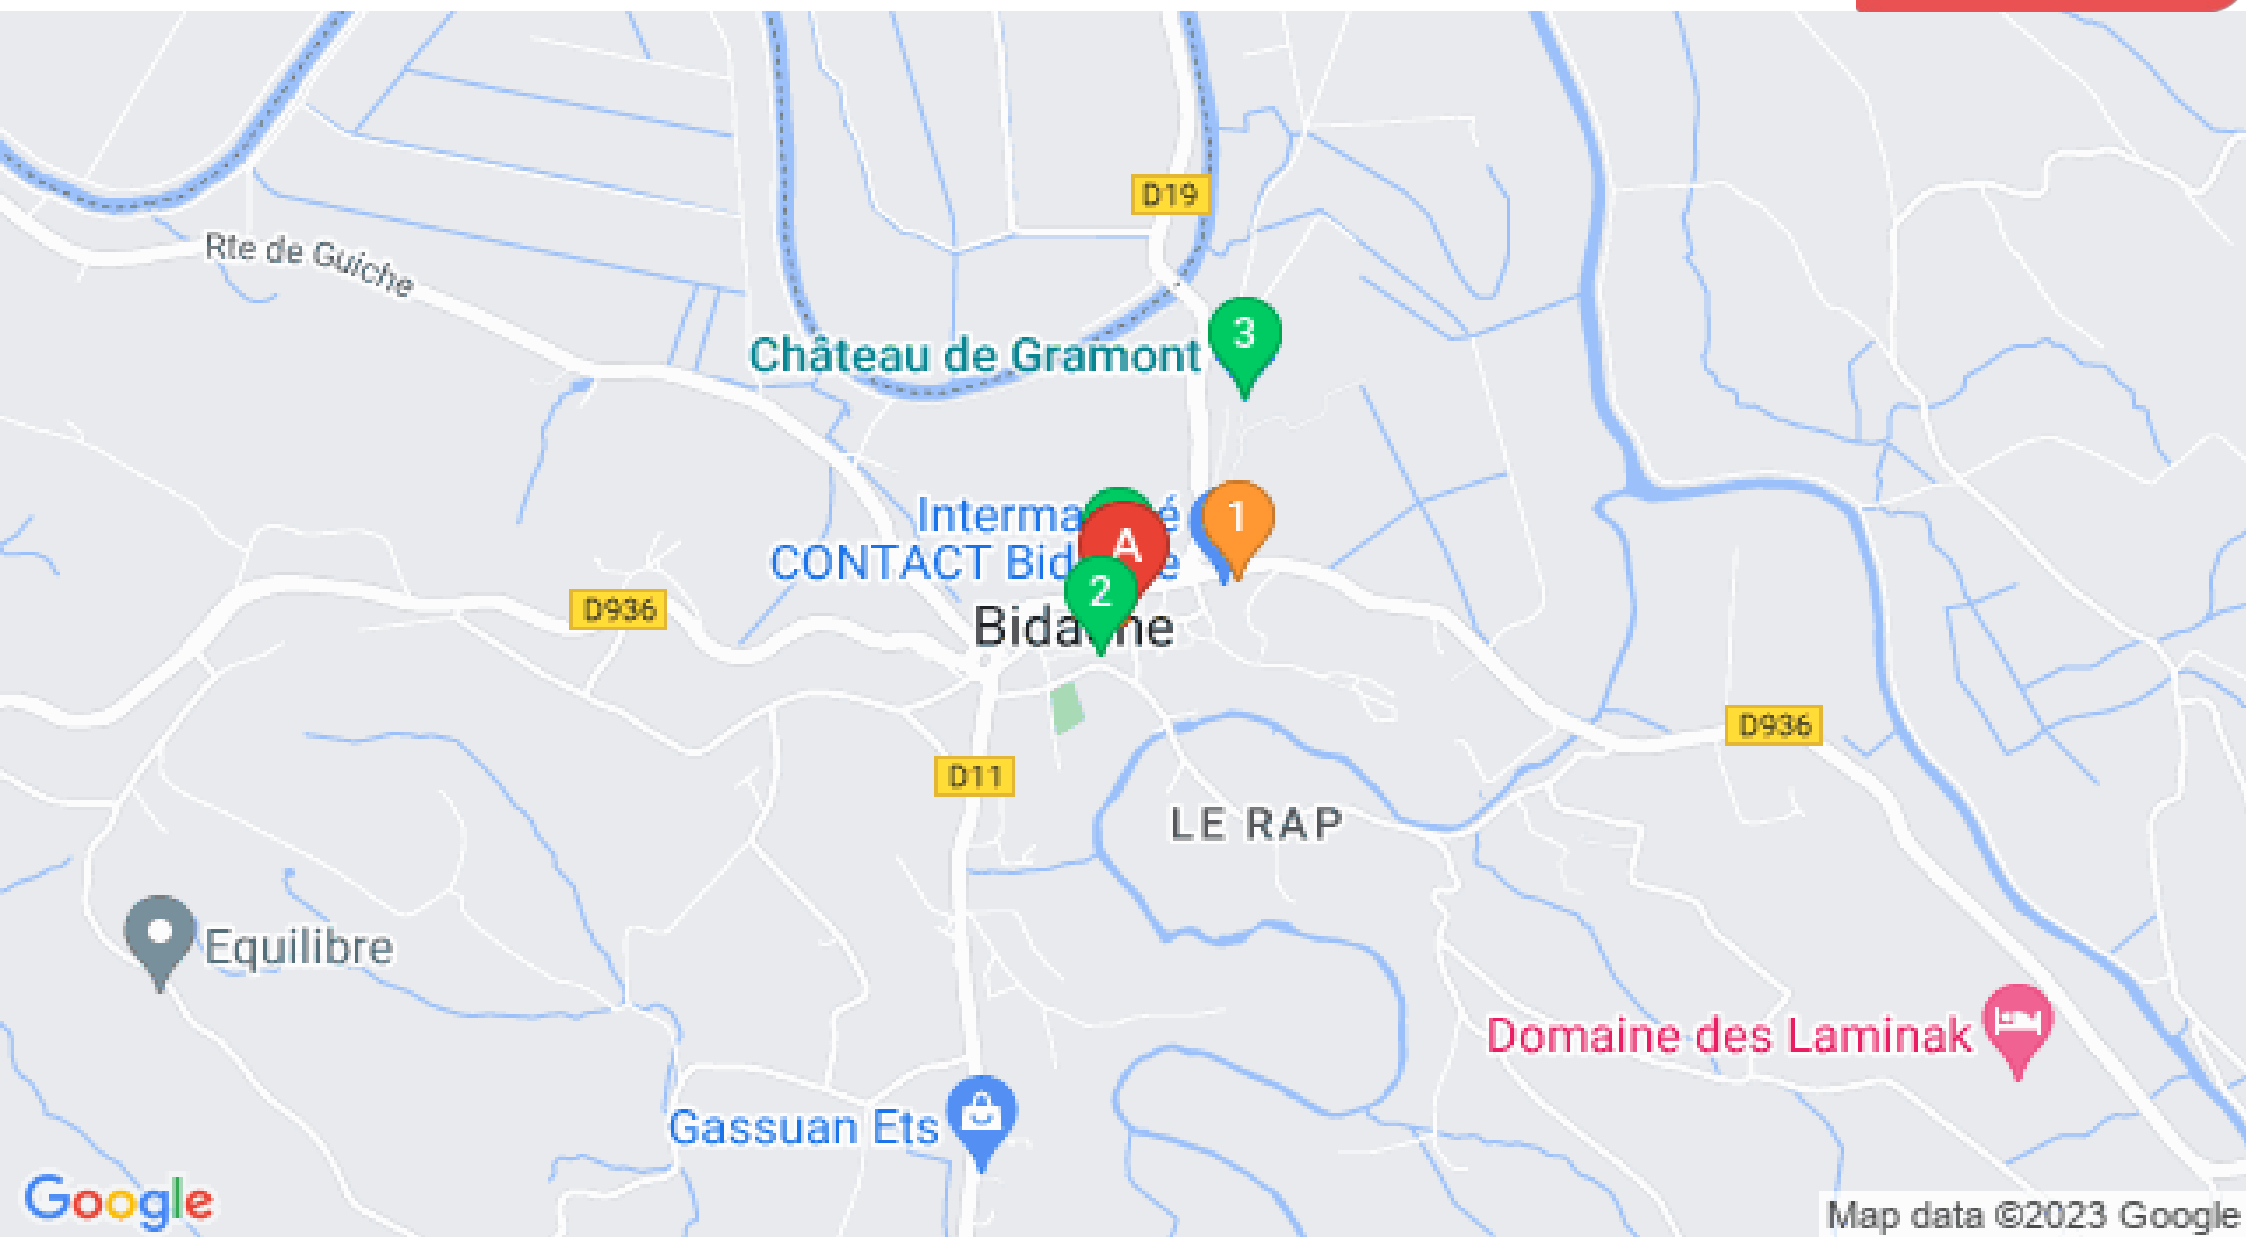 D19
Rte de Guiche
3
Château de Gramont
1
A
CONTACT
2
D936
D936
D11
LE RAP
Equilibre
Domaine des Laminak
Gassuan Ets
Google
Map data ©2023 Google